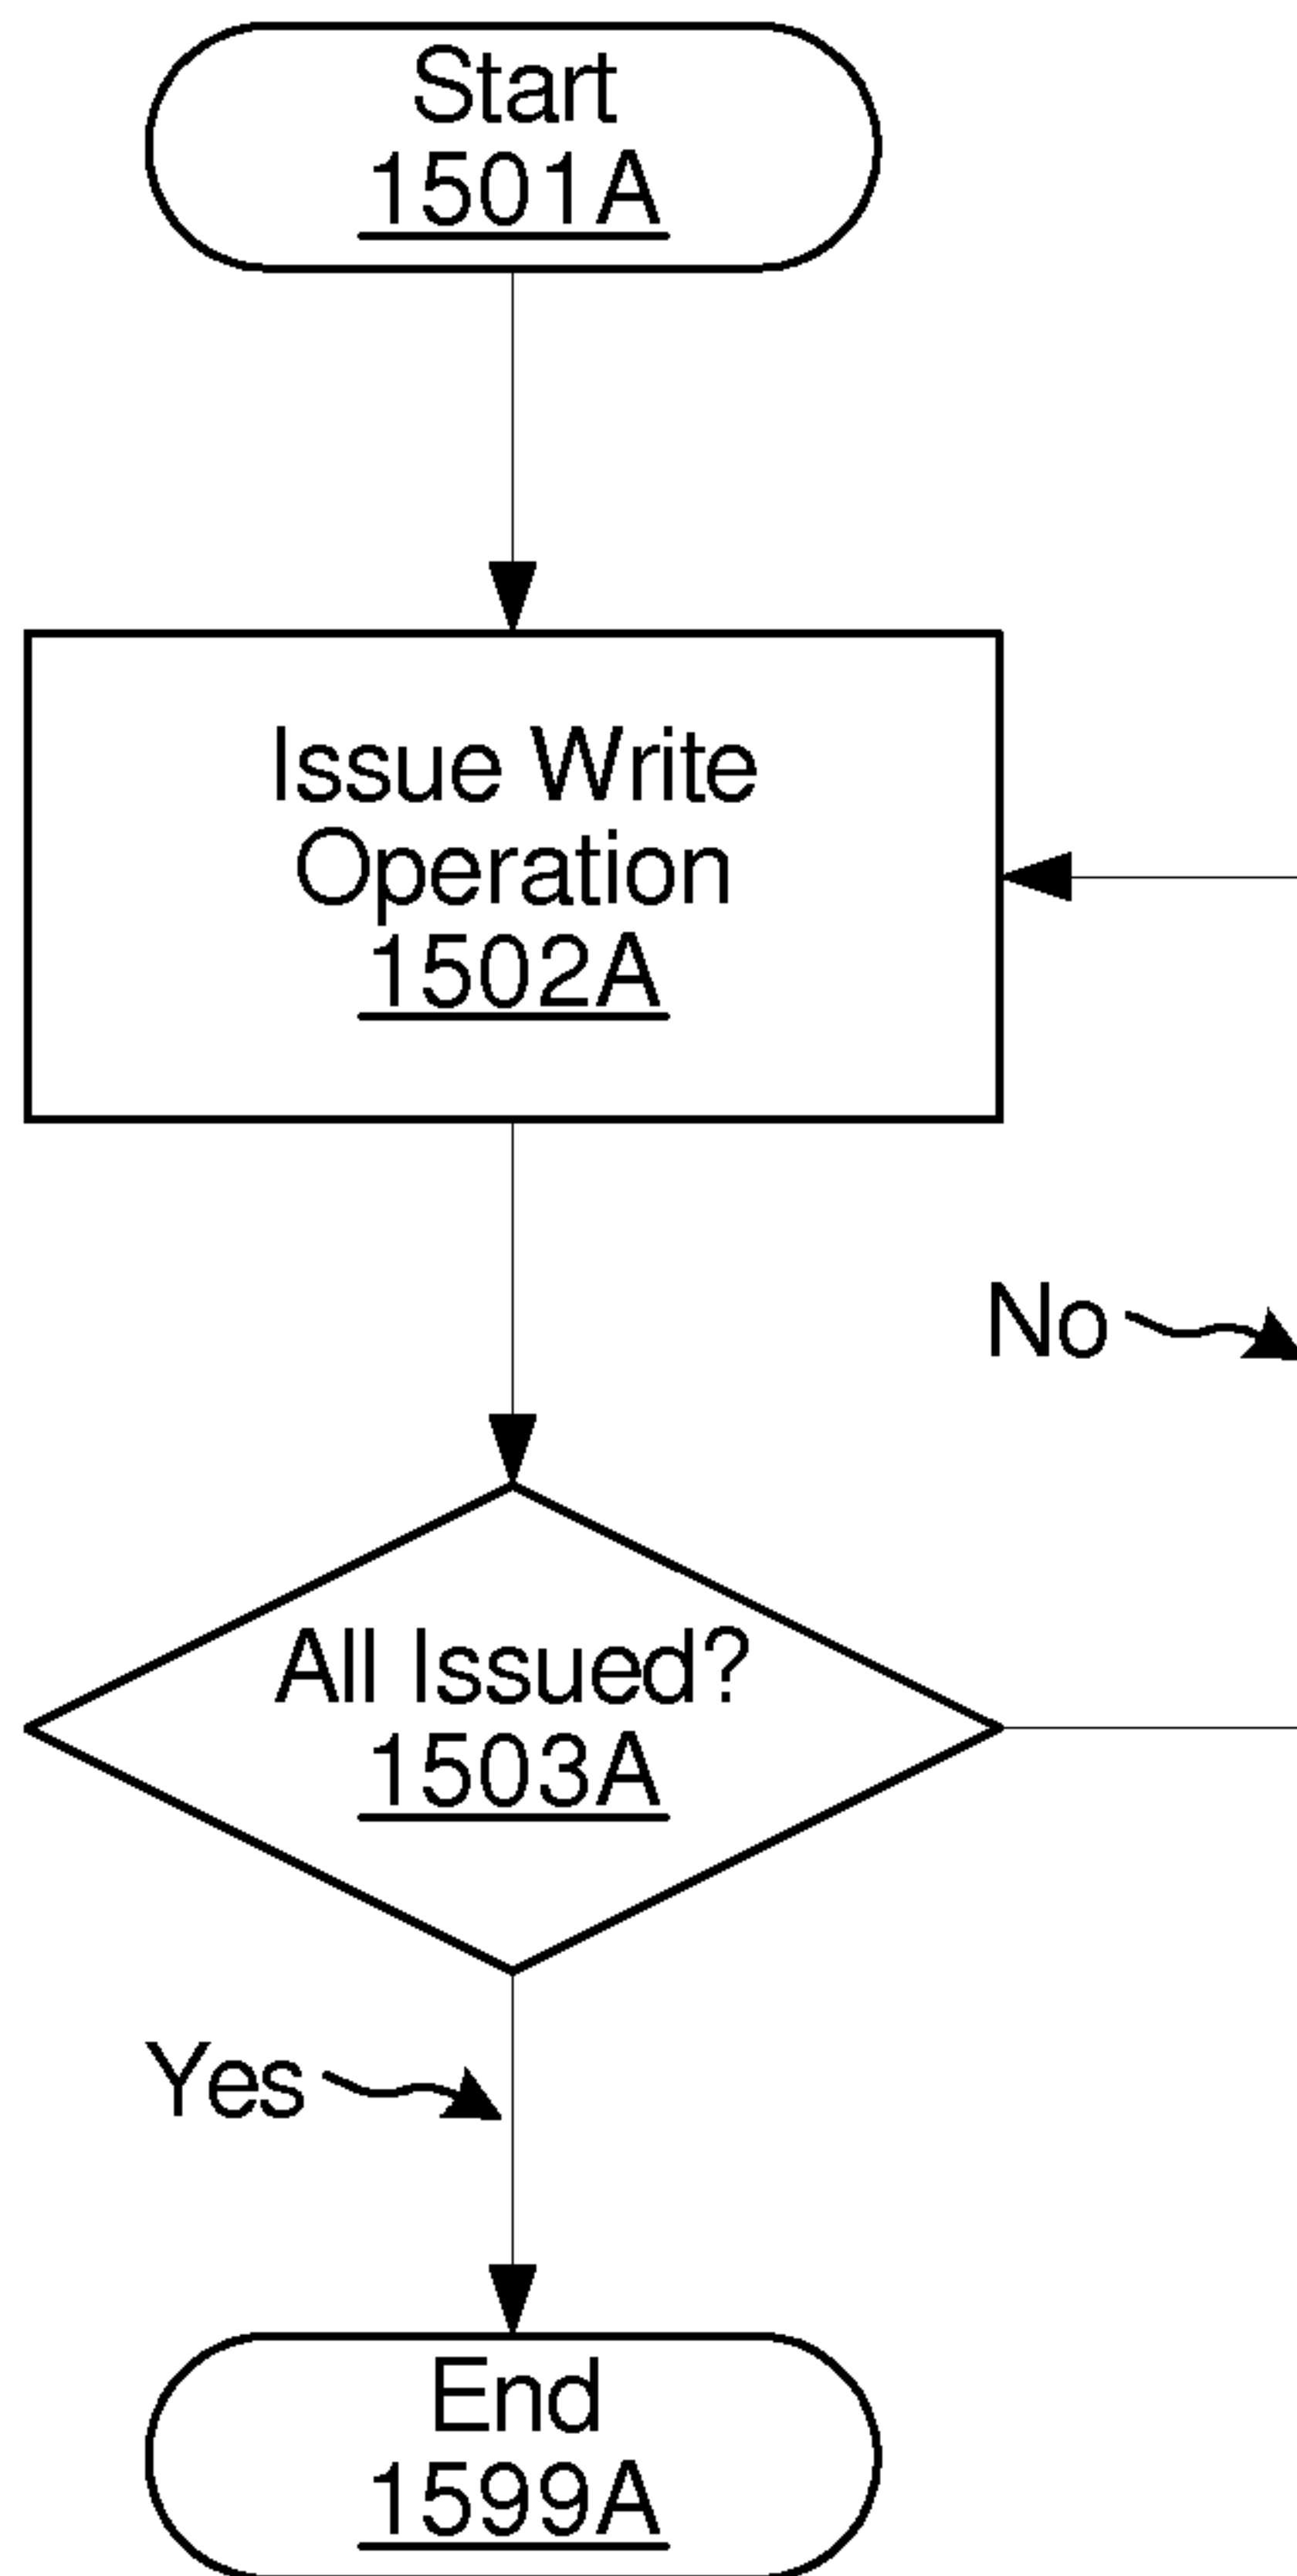 Start
1501A
Issue Write
Operation
1502A
No
All Issued?
1503A
Yes
End
1599A